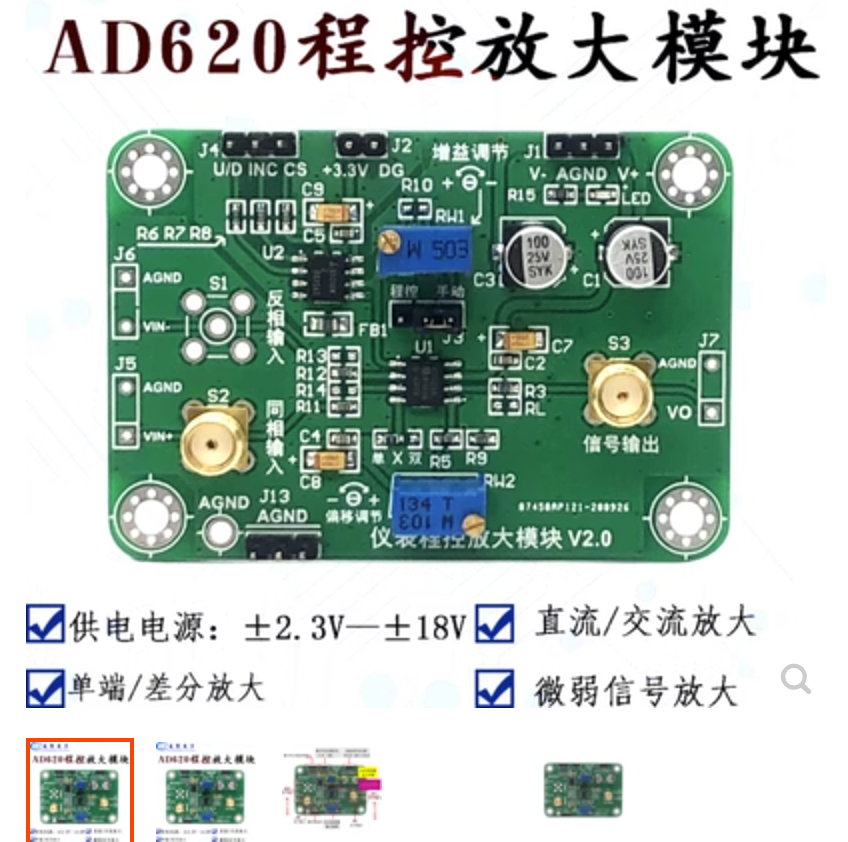 AD620程控放大模块
J4
J2
增益调节
J1
U/D INC CS
+3.3V DG
V- AGND V+
C9
R10
+ -
R15
LED
R6 R7 R8
C5
RW1
U2
W 503
100
25V
SYK
100
25V
SYK
J6
C3
C1
AGND
S1
反相输入
程控 手动
VIN-
FB1
J3
U1
C7
S3
J7
J5
R13
C2
AGND
R12
AGND
R14
R3
S2
R11
RL
VO
同相输入
VIN+
C4
信号输出
单 X 双
R5
R9
C8
RW2
AGND
J13
- +
134 T
87458AP121-200926
AGND
偏移调节
W 103
仪表程控放大模块 V2.0
供电电源：±2.3V—±18V
直流/交流放大
单端/差分放大
微弱信号放大
AD620程控放大模块
AD620程控放大模块